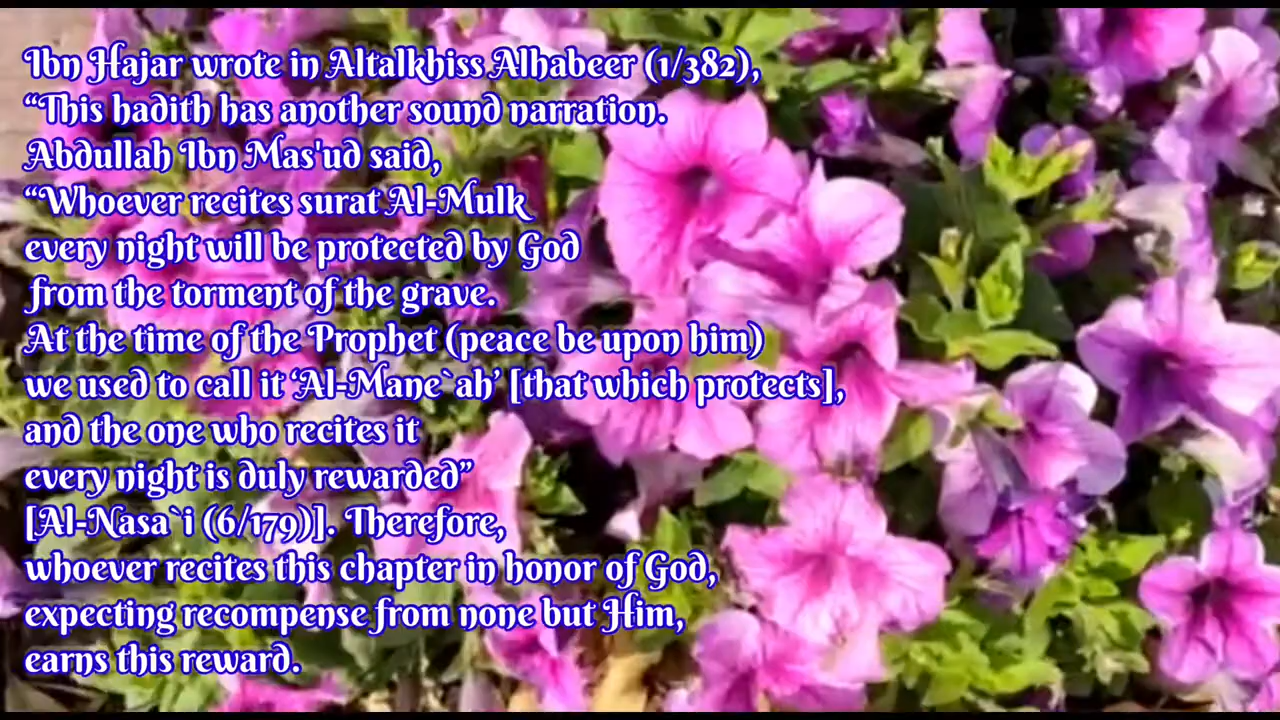 Ibn Hajar wrote in Altalkhiss Alhabeer (1/382),
“This hadith has another sound narration.
Abdullah Ibn Mas'ud said,
“Whoever recites surat Al-Mulk
every night will be protected by God
from the torment of the grave.
At the time of the Prophet (peace be upon him)
we used to call it ‘Al-Mane`ah’ [that which protects],
and the one who recites it
every night is duly rewarded”
[Al-Nasa`i (6/179)]. Therefore,
whoever recites this chapter in honor of God,
expecting recompense from none but Him,
earns this reward.